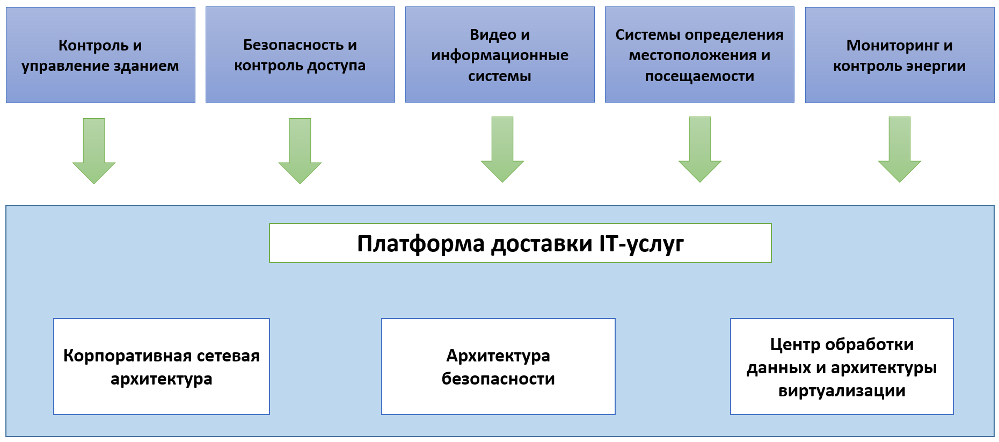 Контроль и
управление зданием
Безопасность и
контроль доступа
Видео и
информационные
системы
Системы определения
местоположения и
посещаемости
Мониторинг и
контроль энергии
Платформа доставки IT-услуг
Корпоративная сетевая
архитектура
Архитектура
безопасности
Центр обработки
данных и архитектуры
виртуализации